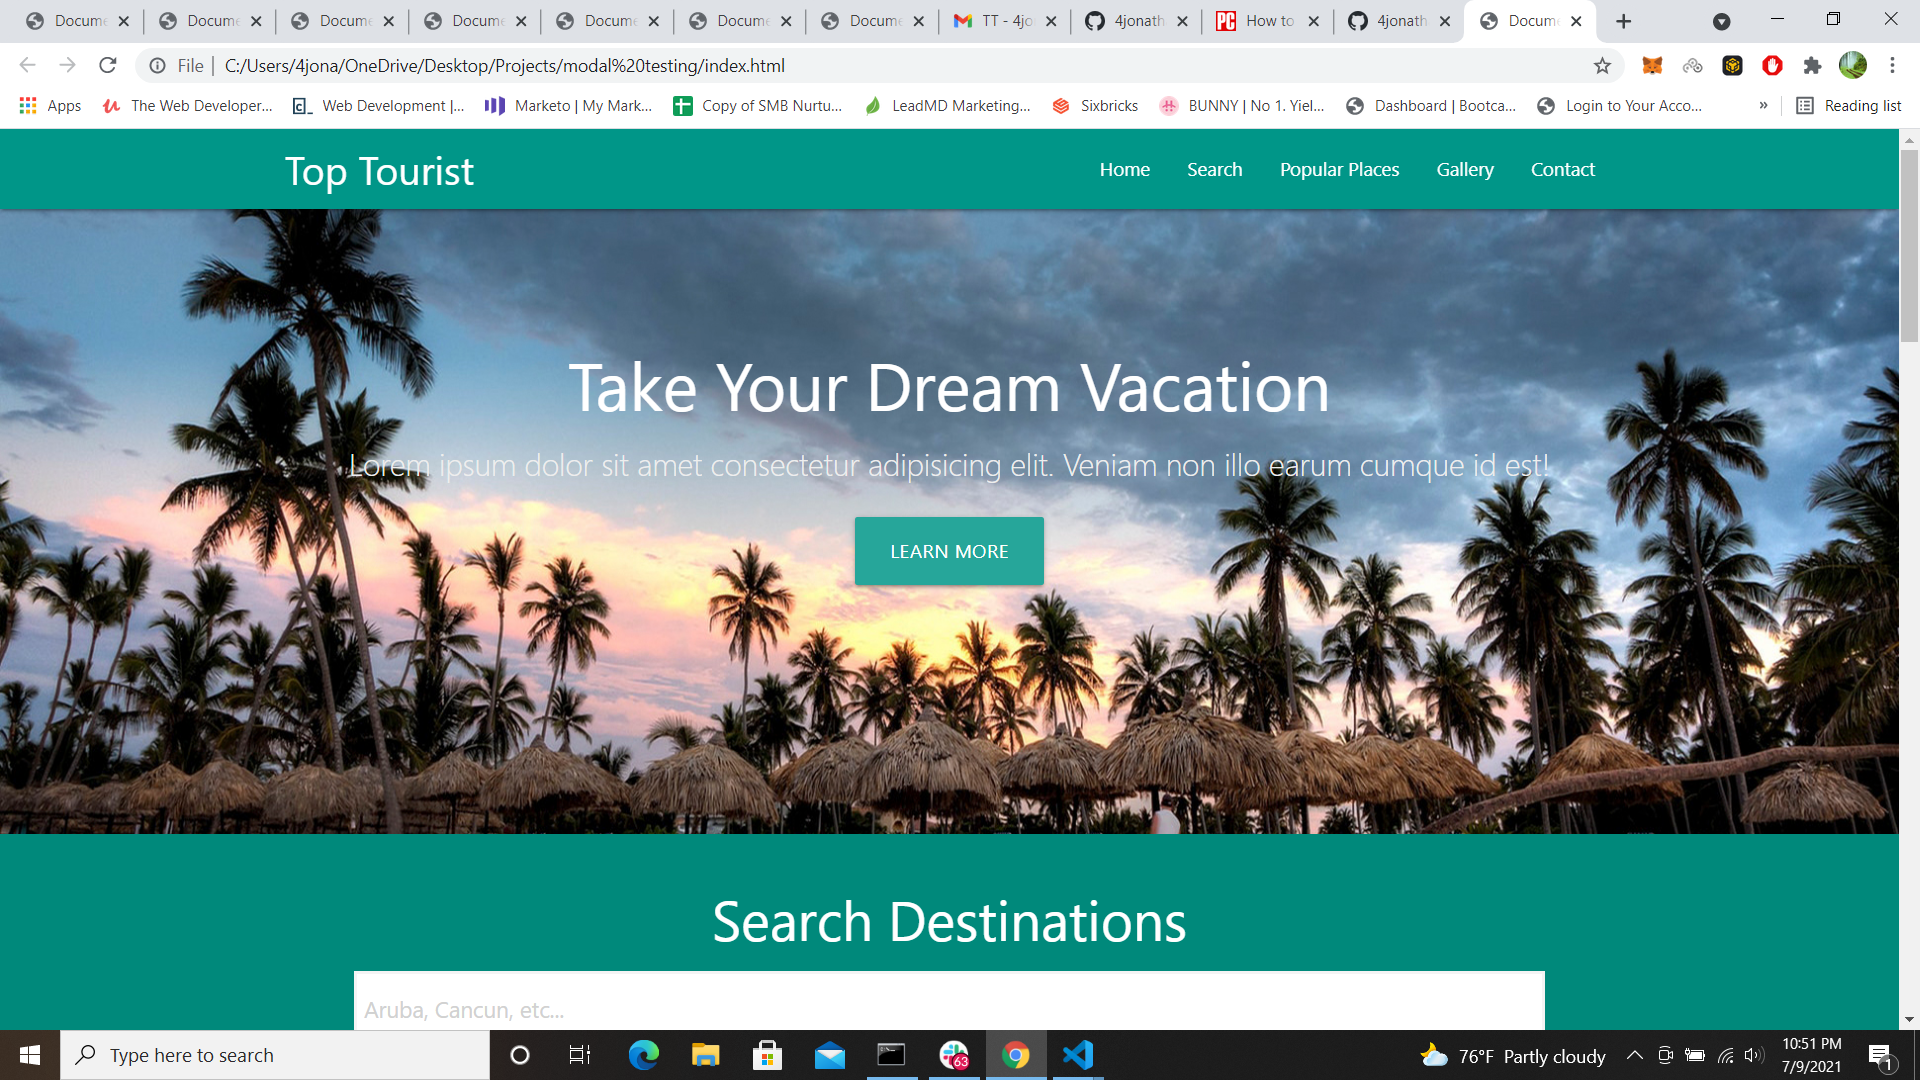 Docume
Docume
Docume
Docume
Docume
Docume
Docume
TT - 4jo
4jonath
How to
4jonath
Docume
File
C:/Users/4jona/OneDrive/Desktop/Projects/modal%20testing/index.html
Apps
The Web Developer...
Web Development |...
Marketo | My Mark...
Copy of SMB Nurtu...
LeadMD Marketing...
Sixbricks
BUNNY | No 1. Yiel...
Dashboard | Bootca...
Login to Your Acco...
»
Reading list
Top Tourist
Home
Search
Popular Places
Gallery
Contact
Take Your Dream Vacation
Lorem ipsum dolor sit amet consectetur adipisicing elit. Veniam non illo earum cumque id est!
LEARN MORE
Search Destinations
Aruba, Cancun, etc...
Type here to search
63
76°F Partly cloudy
10:51 PM
7/9/2021
1